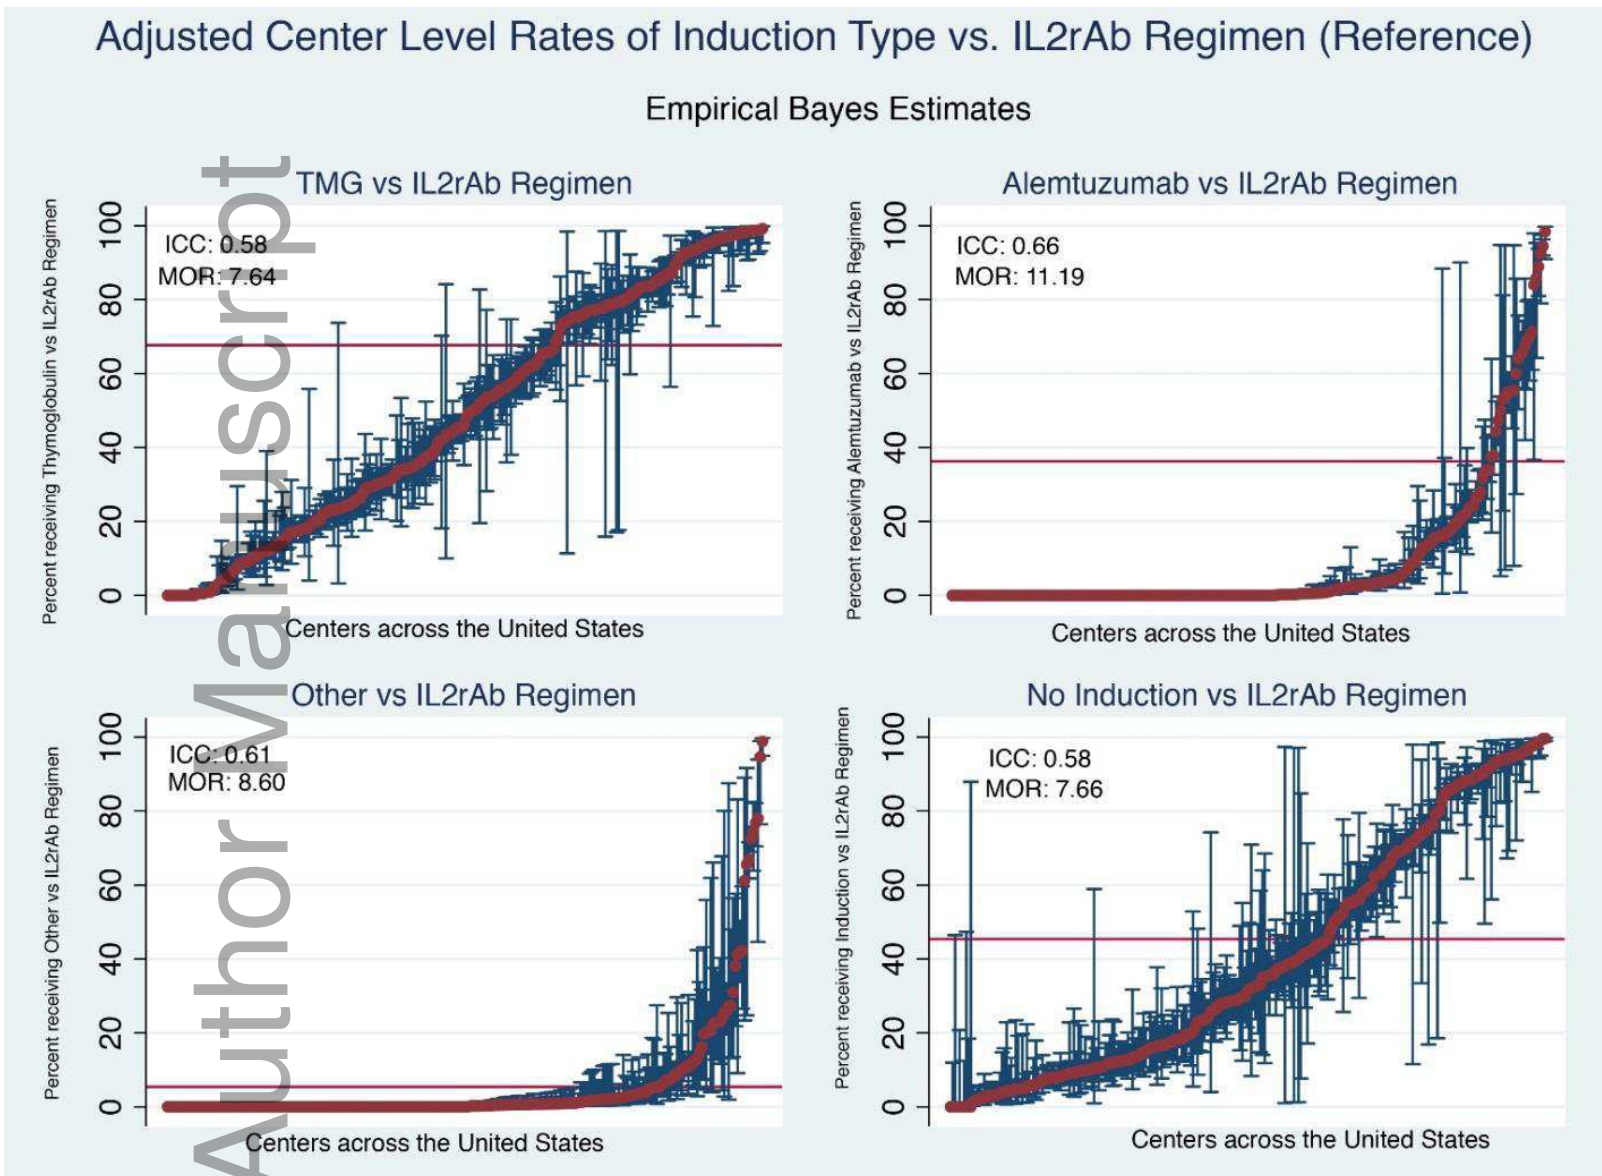 Adjusted Center Level Rates of Induction Type vs. IL2rAb Regimen (Reference)
Empirical Bayes Estimates
TMG vs IL2rAb Regimen
Percent receiving Thymoglobulin vs IL2rAb Regimen
100
80
60
40
20
0
ICC: 0.58
MOR: 7.64
Centers across the United States
Alemtuzumab vs IL2rAb Regimen
Percent receiving Alemtuzumab vs IL2rAb Regimen
100
80
60
40
20
0
ICC: 0.66
MOR: 11.19
Centers across the United States
Other vs IL2rAb Regimen
Percent receiving Other vs IL2rAb Regimen
100
80
60
40
20
0
ICC: 0.61
MOR: 8.60
Centers across the United States
No Induction vs IL2rAb Regimen
Percent receiving Induction vs IL2rAb Regimen
100
80
60
40
20
0
ICC: 0.58
MOR: 7.66
Centers across the United States
Author Manuscript